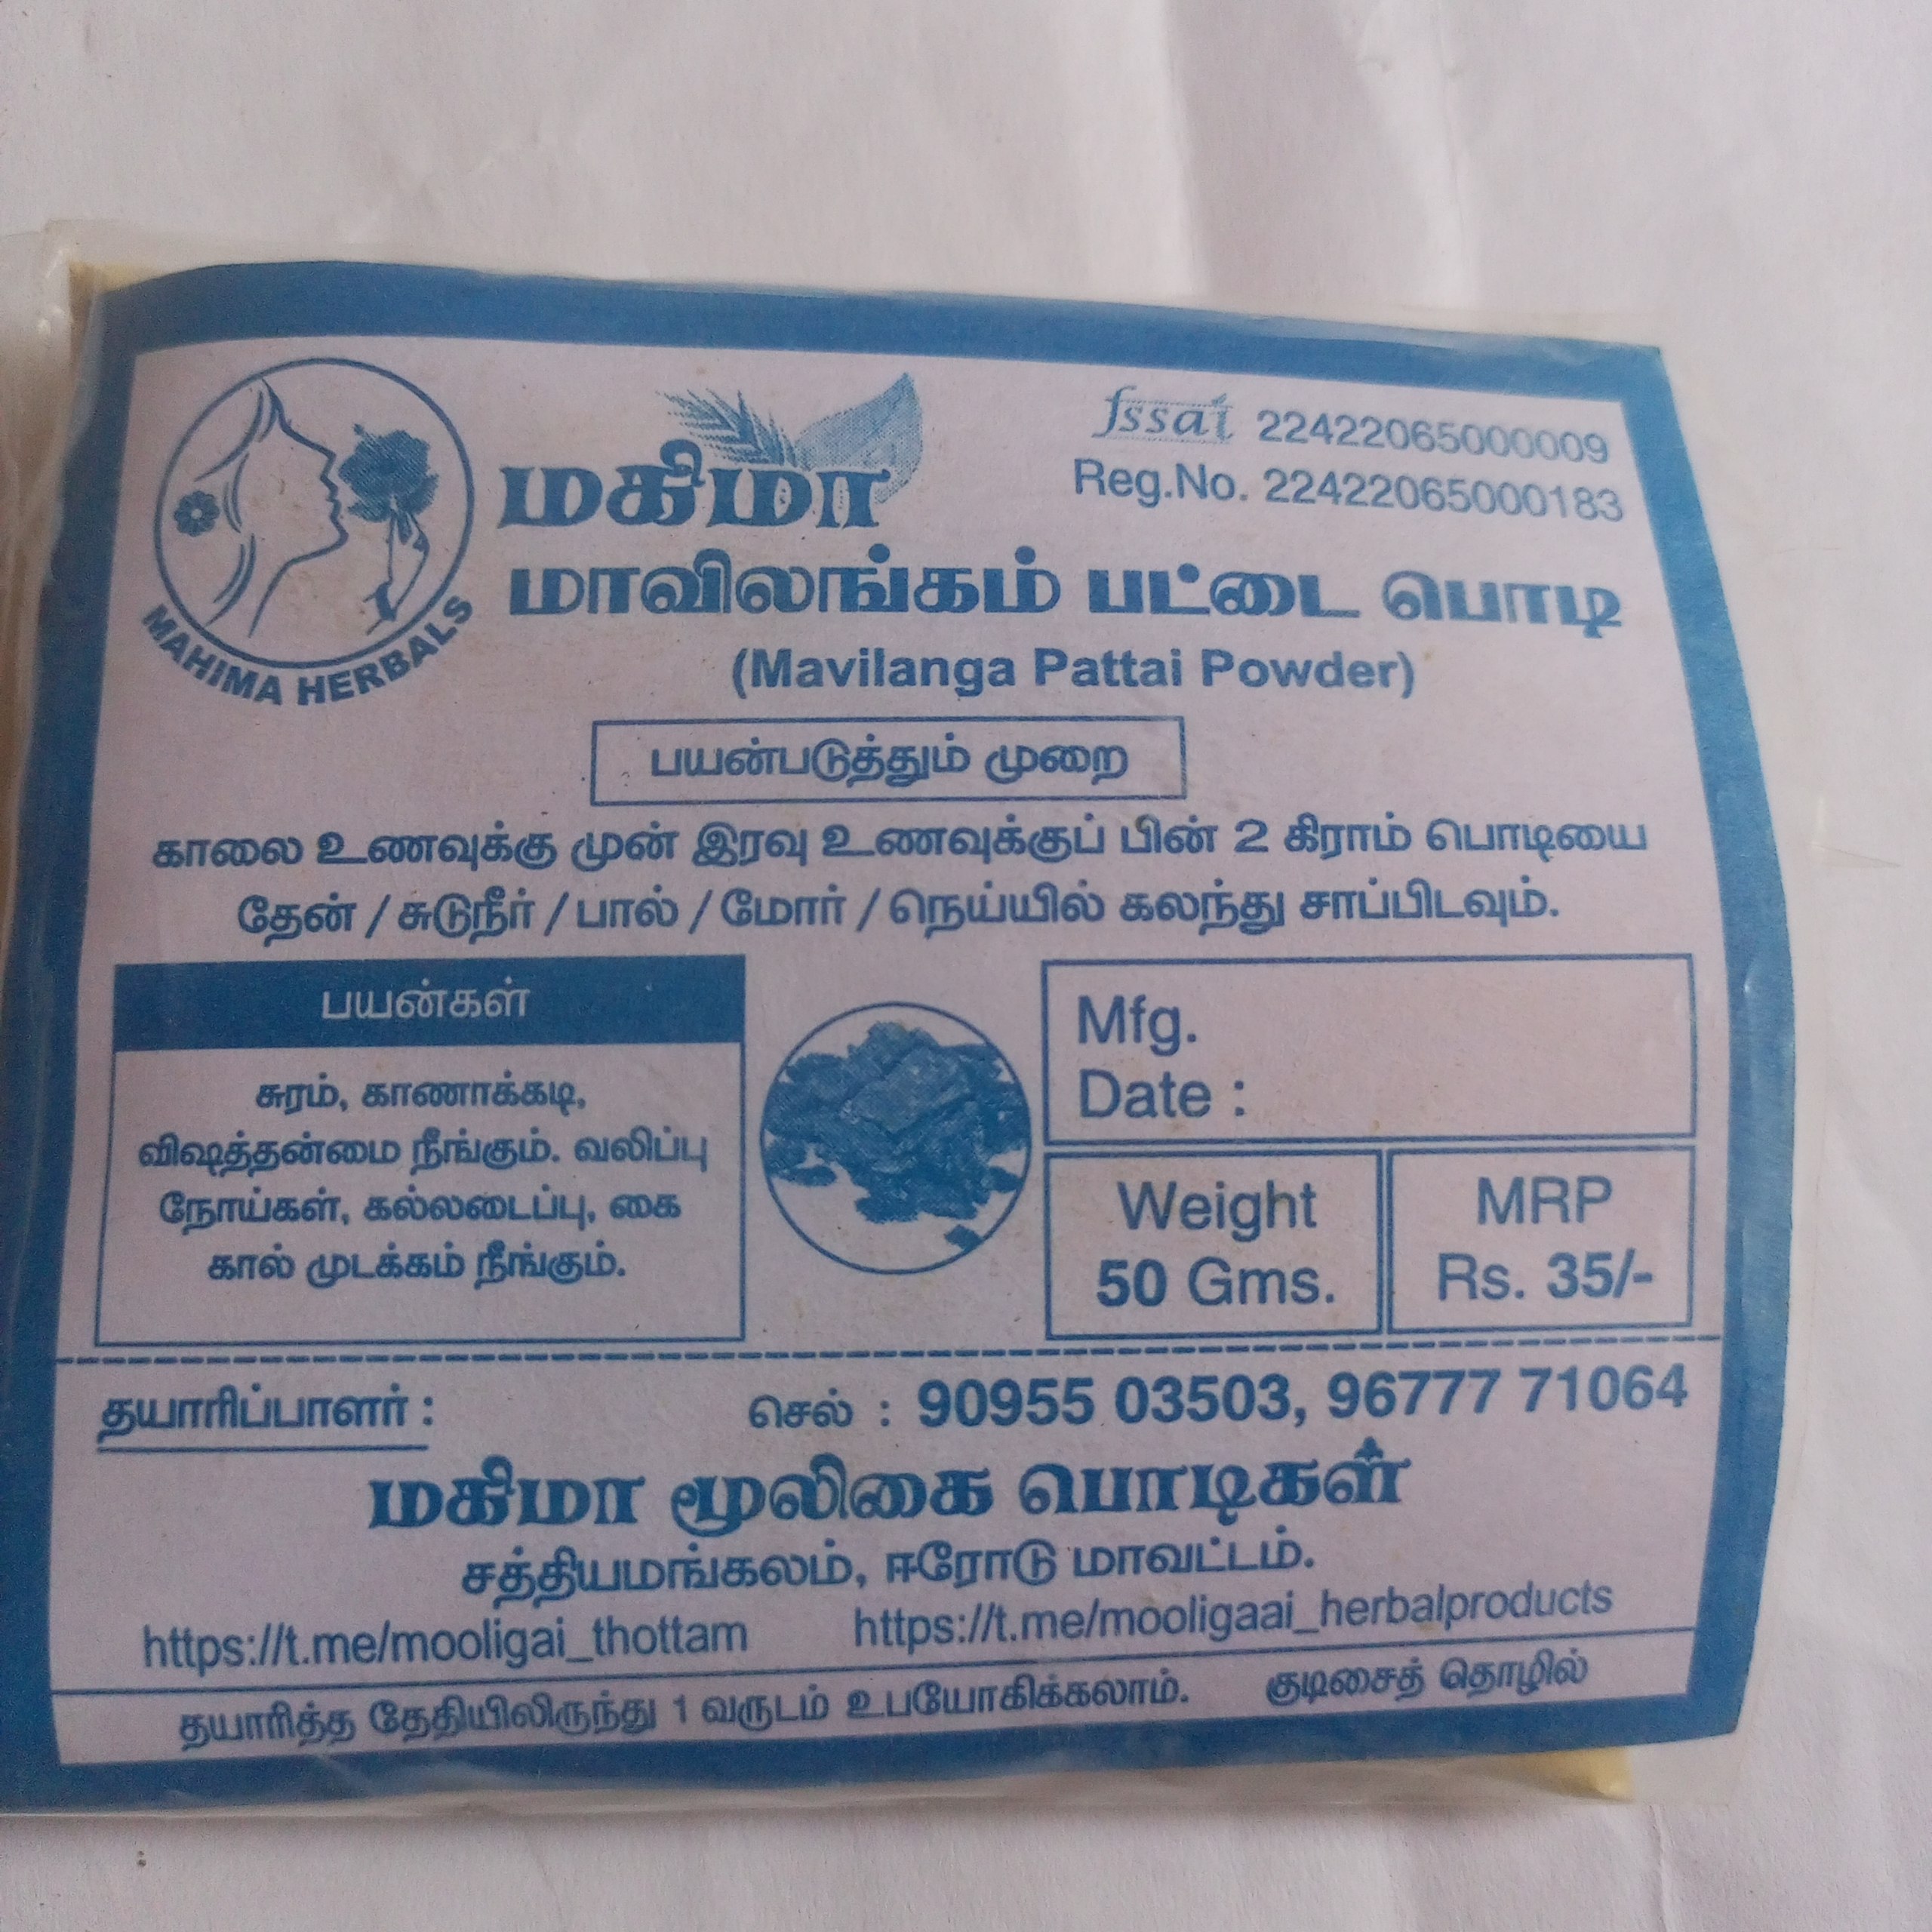 fssai 22422065000009
மகிமா
Reg.No. 22422065000183
மாவிலங்கம் பட்டை பொடி
MAHIMA HERBALS
(Mavilanga Pattai Powder)
பயன்படுத்தும் முறை
காலை உணவுக்கு முன் இரவு உணவுக்குப் பின் 2 கிராம் பொடியை
தேன் / சுடுநீர் / பால் / மோர் / நெய்யில் கலந்து சாப்பிடவும்.
பயன்கள்
சுரம், காணாக்கடி,
விஷத்தன்மை நீங்கும். வலிப்பு
நோய்கள், கல்லடைப்பு, கை
கால் முடக்கம் நீங்கும்.
Mfg.
Date :
Weight
50 Gms.
MRP
Rs. 35/-
தயாரிப்பாளர் :
செல் : 90955 03503, 96777 71064
மகிமா மூலிகை பொடிகள்
சத்தியமங்கலம், ஈரோடு மாவட்டம்.
https://t.me/mooligai_thottam https://t.me/mooligaai_herbalproducts
தயாரித்த தேதியிலிருந்து 1 வருடம் உபயோகிக்கலாம். குடிசைத் தொழில்